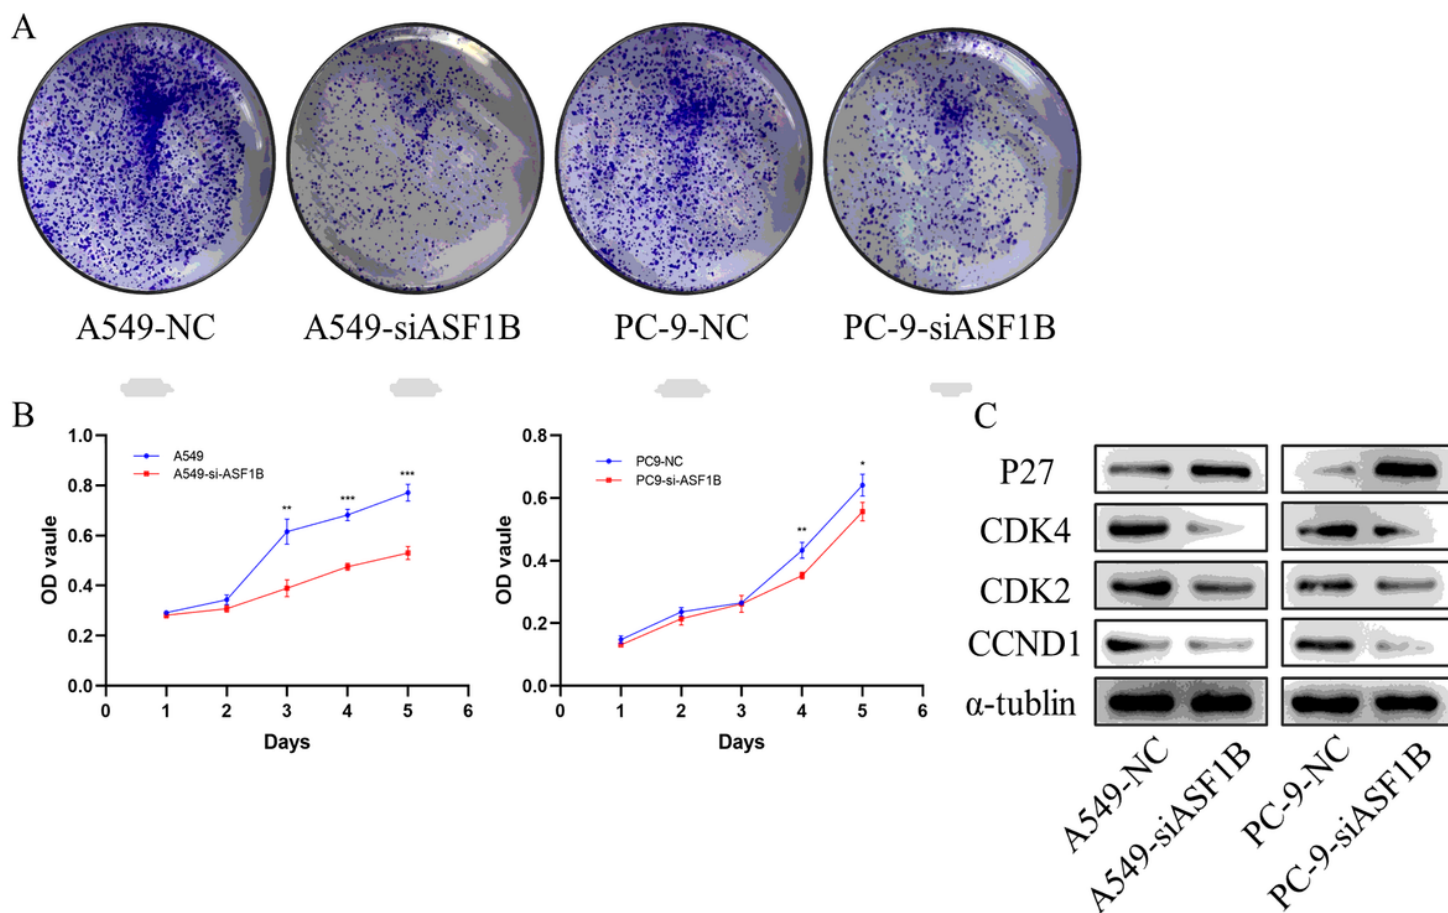 A
A549-NC
A549-siASF1B
PC-9-NC
PC-9-siASF1B
B
1.0
0.8
0.6
0.4
0.2
0.0
OD vaule
A549
A549-si-ASF1B
**
***
***
0 1 2 3 4 5 6
Days
0.8
0.6
0.4
0.2
0.0
OD vaule
PC9-NC
PC9-si-ASF1B
**
*
0 1 2 3 4 5 6
Days
C
P27
CDK4
CDK2
CCND1
α-tublin
A549-NC
A549-siASF1B
PC-9-NC
PC-9-siASF1B